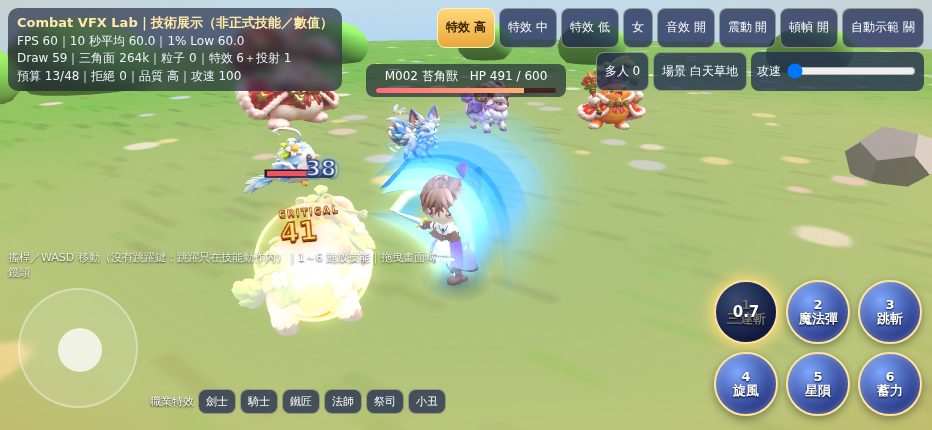 Combat VFX Lab｜技術展示（非正式技能／數值）
FPS 60｜10 秒平均 60.0｜1% Low 60.0
Draw 59｜三角面 264k｜粒子 0｜特效 6＋投射 1
預算 13/48｜拒絕 0｜品質 高｜攻速 100
特效 高
特效 中
特效 低
女
音效 開
震動 開
頓幀 開
自動示範 關
多人 0
場景 白天草地
攻速
M002 苔角獸　HP 491 / 600
38
CRITICAL
41
搖桿／WASD 移動（沒有跳躍鍵；跳躍只在技能動作內）｜1～6 施放技能｜拖曳畫面轉
鏡頭
1
三連斬
0.7
2
魔法彈
3
跳斬
4
旋風
5
星隕
6
蓄力
職業特效
劍士
騎士
鐵匠
法師
祭司
小丑